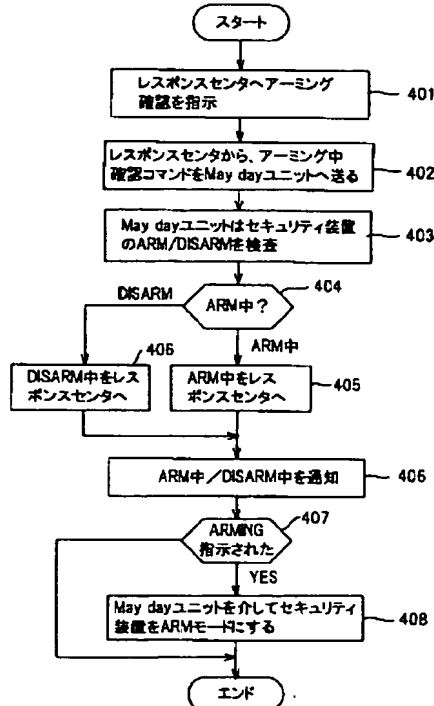 スタート
レスポンスセンタへアーミング
確認を指示
401
レスポンスセンタから、アーミング中
確認コマンドをMay dayユニットへ送る
402
May dayユニットはセキュリティ装置
のARM/DISARMを検査
403
404
DISARM
ARM中?
406
ARM中
DISARM中をレス
ポンスセンタへ
ARM中をレス
ポンスセンタへ
405
ARM中/DISARM中を通知
406
407
ARMING
指示された
YES
May dayユニットを介してセキュリティ
装置をARMモードにする
408
エンド